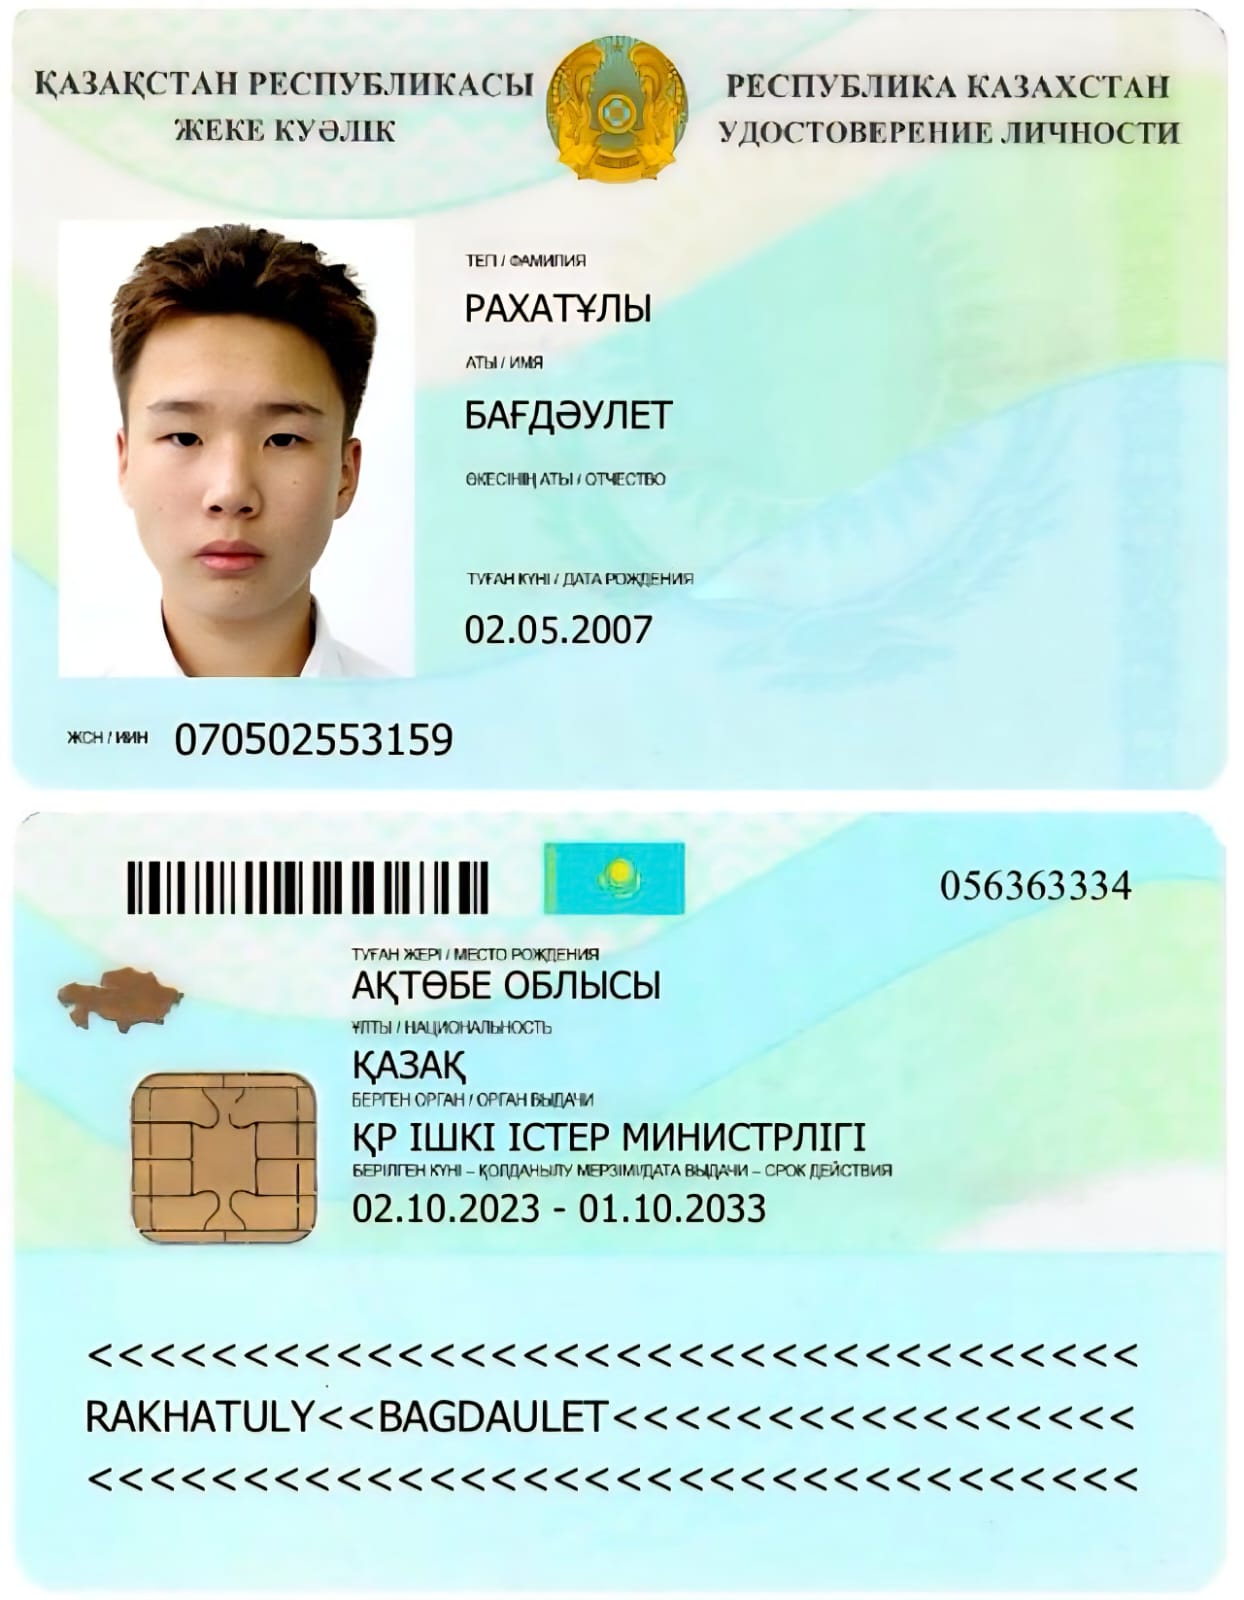 ҚАЗАҚСТАН РЕСПУБЛИКАСЫ
ЖЕКЕ КУӘЛІК
РЕСПУБЛИКА КАЗАХСТАН
УДОСТОВЕРЕНИЕ ЛИЧНОСТИ
ТЕГІ / ФАМИЛИЯ
РАХАТҰЛЫ
АТЫ / ИМЯ
БАҒДӘУЛЕТ
ӘКЕСІНІҢ АТЫ / ОТЧЕСТВО
ТУҒАН КҮНІ / ДАТА РОЖДЕНИЯ
02.05.2007
ЖСН / ИИН 070502553159
056363334
ТУҒАН ЖЕРІ / МЕСТО РОЖДЕНИЯ
АҚТӨБЕ ОБЛЫСЫ
ҰЛТЫ / НАЦИОНАЛЬНОСТЬ
ҚАЗАҚ
БЕРГЕН ОРГАН / ОРГАН ВЫДАЧИ
ҚР ІШКІ ІСТЕР МИНИСТРЛІГІ
БЕРІЛГЕН КҮНІ – ҚОЛДАНЫЛУ МЕРЗІМІ/ДАТА ВЫДАЧИ – СРОК ДЕЙСТВИЯ
02.10.2023 - 01.10.2033
<<<<<<<<<<<<<<<<<<<<<<<<<<<<<<<<<<
RAKHATULY<<BAGDAULET<<<<<<<<<<<<<<<<<
<<<<<<<<<<<<<<<<<<<<<<<<<<<<<<<<<<